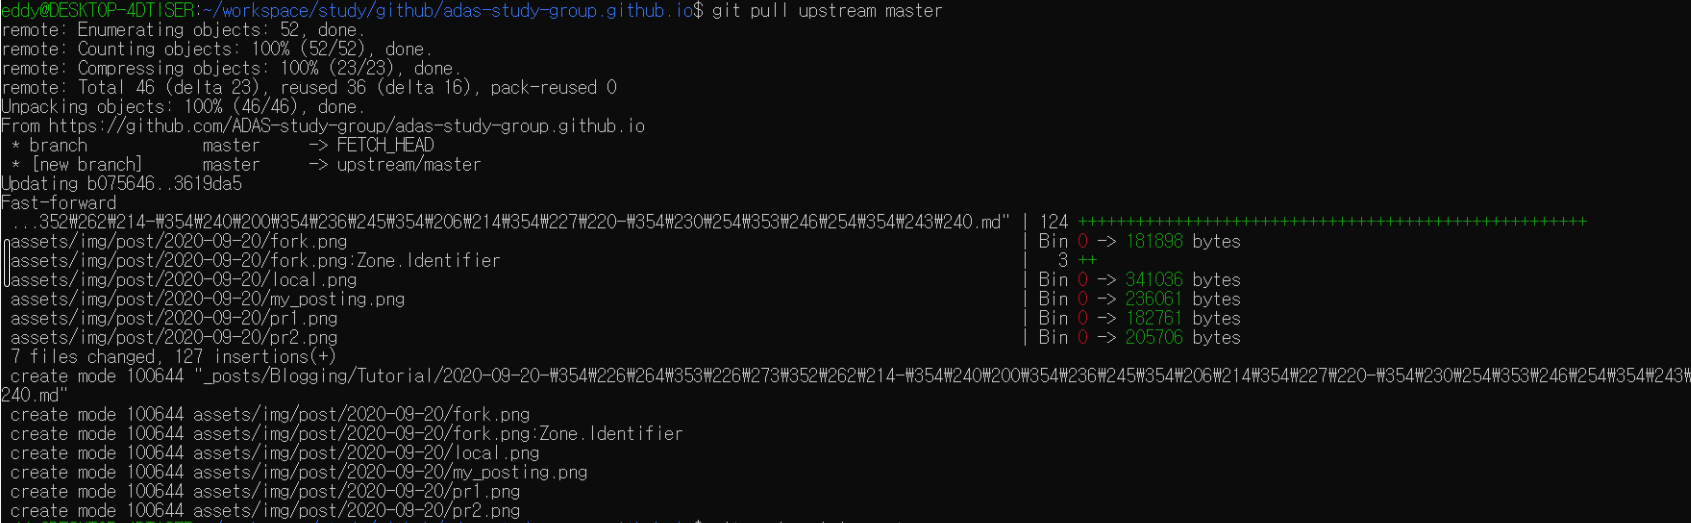 eddy@DESKTOP-4DTISER:~/workspace/study/github/adas-study-group.github.io$ git pull upstream master
remote: Enumerating objects: 52, done.
remote: Counting objects: 100% (52/52), done.
remote: Compressing objects: 100% (23/23), done.
remote: Total 46 (delta 23), reused 36 (delta 16), pack-reused 0
Unpacking objects: 100% (46/46), done.
From https://github.com/ADAS-study-group/adas-study-group.github.io
 * branch            master     -> FETCH_HEAD
 * [new branch]      master     -> upstream/master
Updating b075646..3619da5
Fast-forward
 ...352₩262₩214-₩354₩240₩200₩354₩236₩245₩354₩206₩214₩354₩227₩220-₩354₩230₩254₩353₩246₩254₩354₩243₩240.md" | 124 +++++++++++++++++++++++++++++++++++++++++++++++++++++
 assets/img/post/2020-09-20/fork.png | Bin 0 -> 181898 bytes
 assets/img/post/2020-09-20/fork.png:Zone.Identifier | 3 ++
 assets/img/post/2020-09-20/local.png | Bin 0 -> 341036 bytes
 assets/img/post/2020-09-20/my_posting.png | Bin 0 -> 236061 bytes
 assets/img/post/2020-09-20/pr1.png | Bin 0 -> 182761 bytes
 assets/img/post/2020-09-20/pr2.png | Bin 0 -> 205706 bytes
 7 files changed, 127 insertions(+)
 create mode 100644 "_posts/Blogging/Tutorial/2020-09-20-₩354₩226₩264₩353₩226₩273₩352₩262₩214-₩354₩240₩200₩354₩236₩245₩354₩206₩214₩354₩227₩220-₩354₩230₩254₩353₩246₩254₩354₩243₩
240.md"
 create mode 100644 assets/img/post/2020-09-20/fork.png
 create mode 100644 assets/img/post/2020-09-20/fork.png:Zone.Identifier
 create mode 100644 assets/img/post/2020-09-20/local.png
 create mode 100644 assets/img/post/2020-09-20/my_posting.png
 create mode 100644 assets/img/post/2020-09-20/pr1.png
 create mode 100644 assets/img/post/2020-09-20/pr2.png